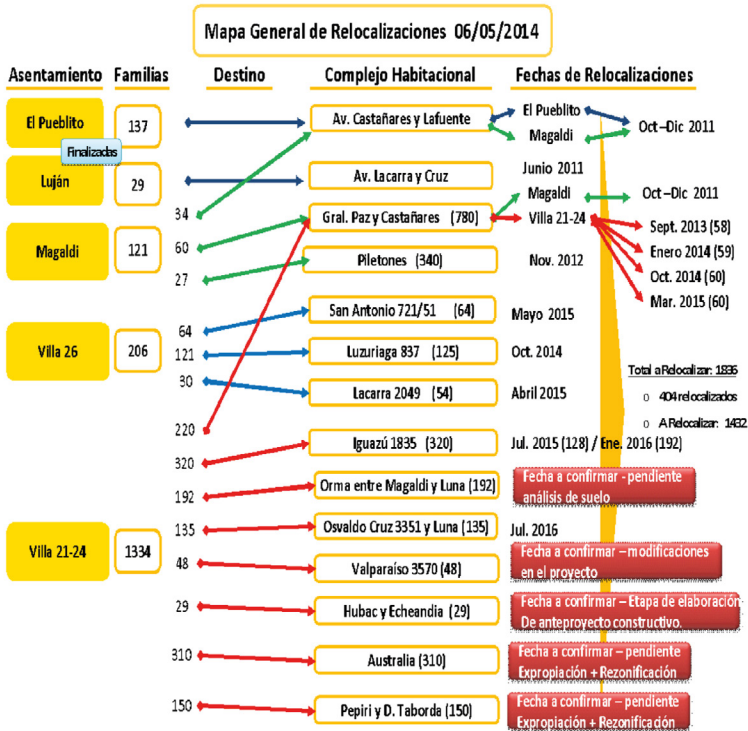 Mapa General de Relocalizaciones 06/05/2014
Asentamiento Familias Destino Complejo Habitacional Fechas de Relocalizaciones
El Pueblito 137 Av. Castañares y Lafuente El Pueblito
Magaldi Oct–Dic 2011
Finalizadas
Luján 29 Av. Lacarra y Cruz Junio 2011
34 Magaldi Oct–Dic 2011
Gral. Paz y Castañares (780) Villa 21-24 Sept. 2013 (58)
Magaldi 121 60 Enero 2014 (59)
27 Piletones (340) Nov. 2012 Oct. 2014 (60)
Mar. 2015 (60)
64 San Antonio 721/51 (64) Mayo 2015
Villa 26 206 121 Luzuriaga 837 (125) Oct. 2014
30 Lacarra 2049 (54) Abril 2015
Total a Relocalizar: 1836
o 404 relocalizados
o A Relocalizar: 1432
220
320 Iguazú 1835 (320) Jul. 2015 (128) / Ene. 2016 (192)
192 Orma entre Magaldi y Luna (192) Fecha a confirmar - pendiente
análisis de suelo
135 Osvaldo Cruz 3351 y Luna (135) Jul. 2016
Villa 21-24 1334 48 Valparaíso 3570 (48) Fecha a confirmar – modificaciones
en el proyecto
29 Hubac y Echeandia (29) Fecha a confirmar – Etapa de elaboración
De anteproyecto constructivo.
310 Australia (310) Fecha a confirmar – pendiente
Expropiación + Rezonificación
150 Pepiri y D. Taborda (150) Fecha a confirmar – pendiente
Expropiación + Rezonificación